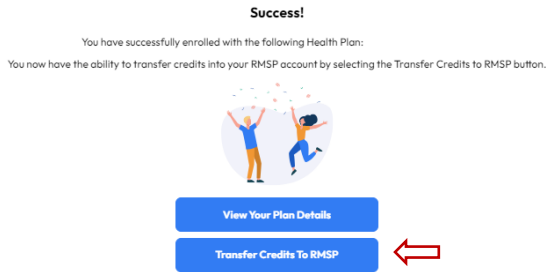 Success!
You have successfully enrolled with the following Health Plan:
You now have the ability to transfer credits into your RMSP account by selecting the Transfer Credits to RMSP button.
View Your Plan Details
Transfer Credits To RMSP